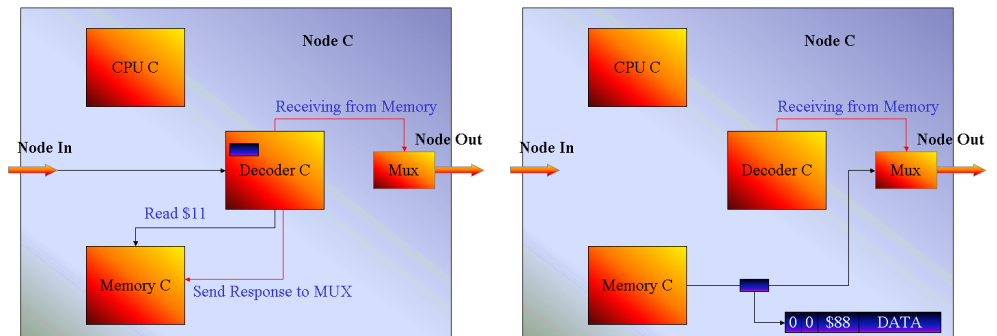 Node C
CPU C
Receiving from Memory
Node In
Node Out
Decoder C
Mux
Read $11
Memory C
Send Response to MUX
Node C
CPU C
Receiving from Memory
Node In
Node Out
Decoder C
Mux
Memory C
0 0 $88 DATA